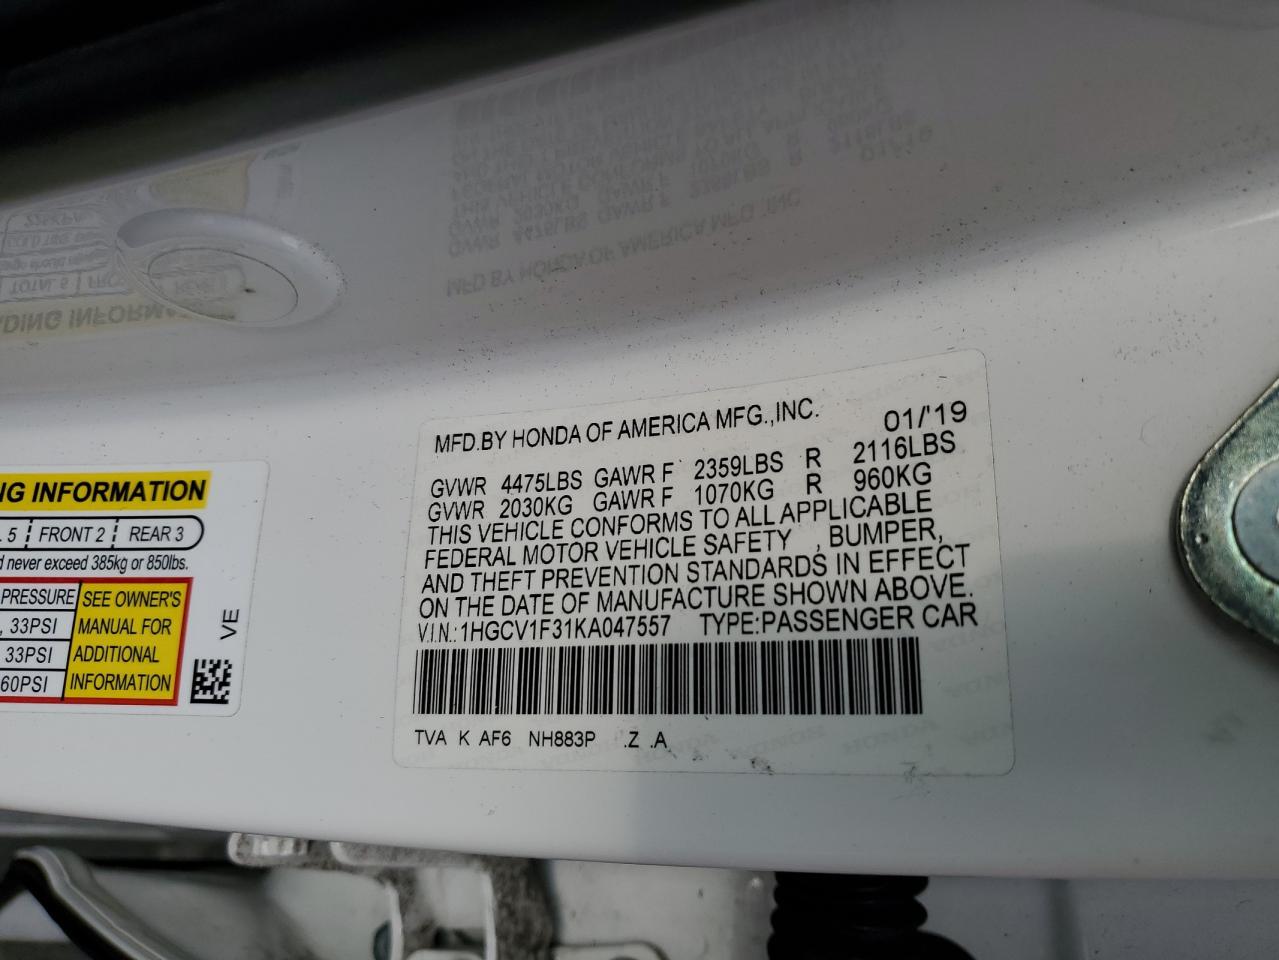 MFD.BY HONDA OF AMERICA MFG.,INC. 01/'19
GVWR 4475LBS GAWR F 2359LBS R 2116LBS
GVWR 2030KG GAWR F 1070KG R 960KG
THIS VEHICLE CONFORMS TO ALL APPLICABLE
FEDERAL MOTOR VEHICLE SAFETY , BUMPER,
AND THEFT PREVENTION STANDARDS IN EFFECT
ON THE DATE OF MANUFACTURE SHOWN ABOVE.
V.I.N.: 1HGCV1F31KA047557 TYPE:PASSENGER CAR
TVA K AF6 NH883P .Z .A
NG INFORMATION
. 5 FRONT 2 REAR 3
d never exceed 385kg or 850lbs.
PRESSURE
, 33PSI
33PSI
60PSI
SEE OWNER'S
MANUAL FOR
ADDITIONAL
INFORMATION
VE